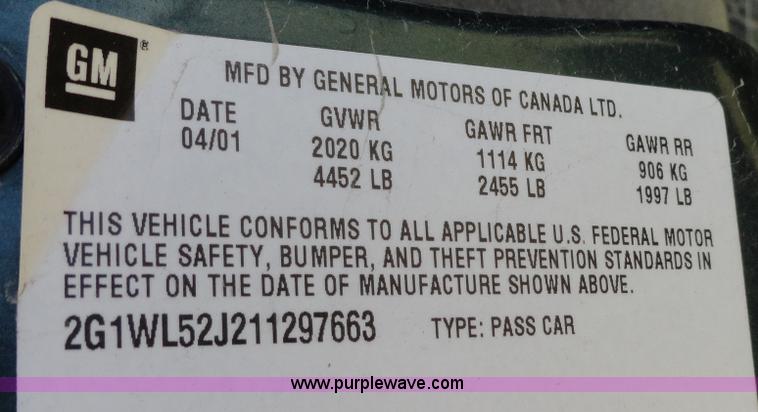 GM®
MFD BY GENERAL MOTORS OF CANADA LTD.
DATE GVWR GAWR FRT GAWR RR
04/01 2020 KG 1114 KG 906 KG
4452 LB 2455 LB 1997 LB
THIS VEHICLE CONFORMS TO ALL APPLICABLE U.S. FEDERAL MOTOR
VEHICLE SAFETY, BUMPER, AND THEFT PREVENTION STANDARDS IN
EFFECT ON THE DATE OF MANUFACTURE SHOWN ABOVE.
2G1WL52J211297663 TYPE: PASS CAR
www.purplewave.com